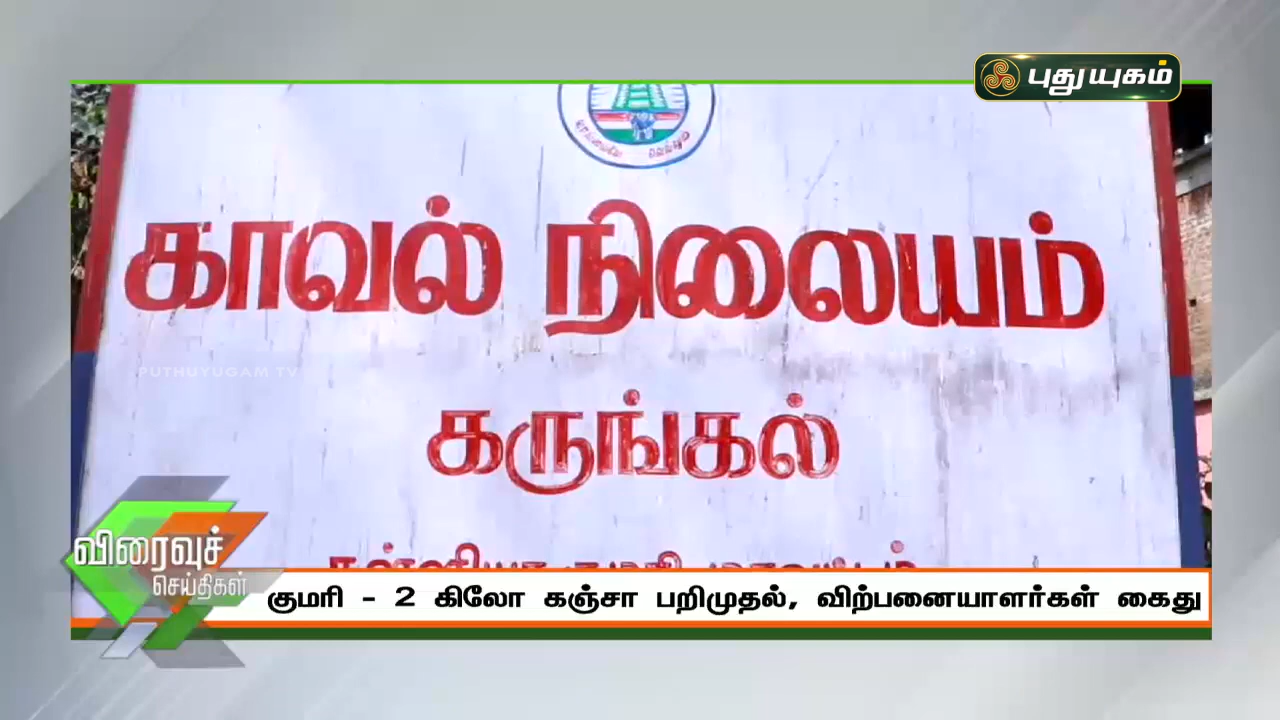 புதுயுகம்
காவல் நிலையம்
PUTHUYUGAM TV
கருங்கல்
விரைவுச்
செய்திகள்
குமரி - 2 கிலோ கஞ்சா பறிமுதல், விற்பனையாளர்கள் கைது